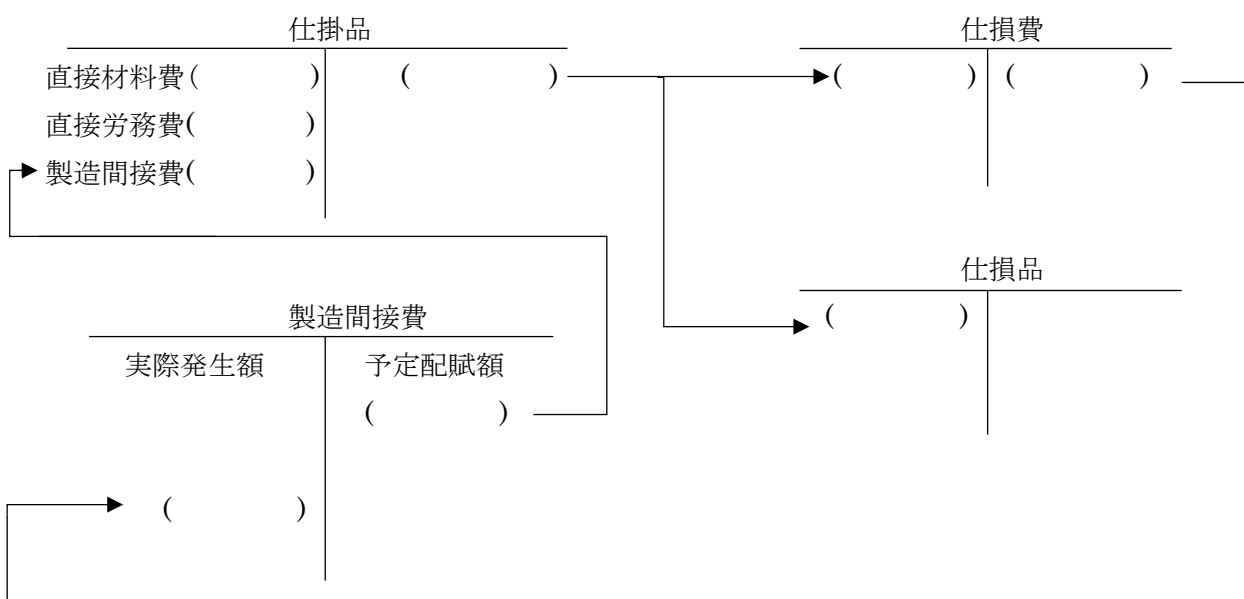 仕掛品
直接材料費( ) ( )
直接労務費( )
製造間接費( )
仕損費
( ) ( )
仕損品
( )
製造間接費
実際発生額 予定配賦額
( )
( )